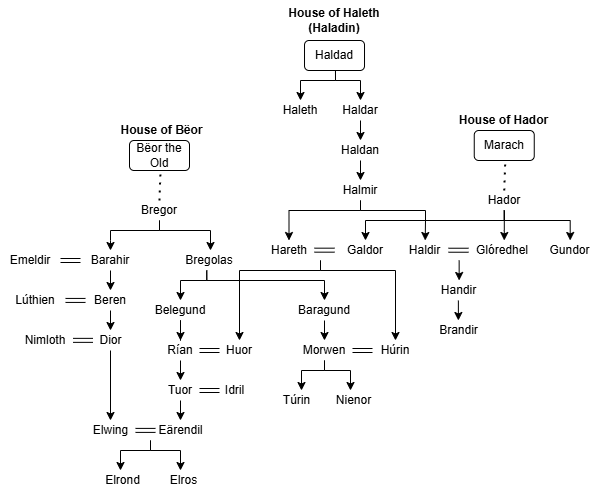 House of Haleth
(Haladin)
Haldad
Haleth Haldar
House of Hador
House of Bëor
Marach
Bëor the
Old
Haldan
Halmir
Hador
Bregor
Hareth Galdor Haldir Glóredhel Gundor
Emeldir Barahir Bregolas
Handir
Lúthien Beren
Belegund Baragund
Brandir
Nimloth Dior
Rían Huor Morwen Húrin
Tuor Idril
Túrin Nienor
Elwing Eärendil
Elrond Elros